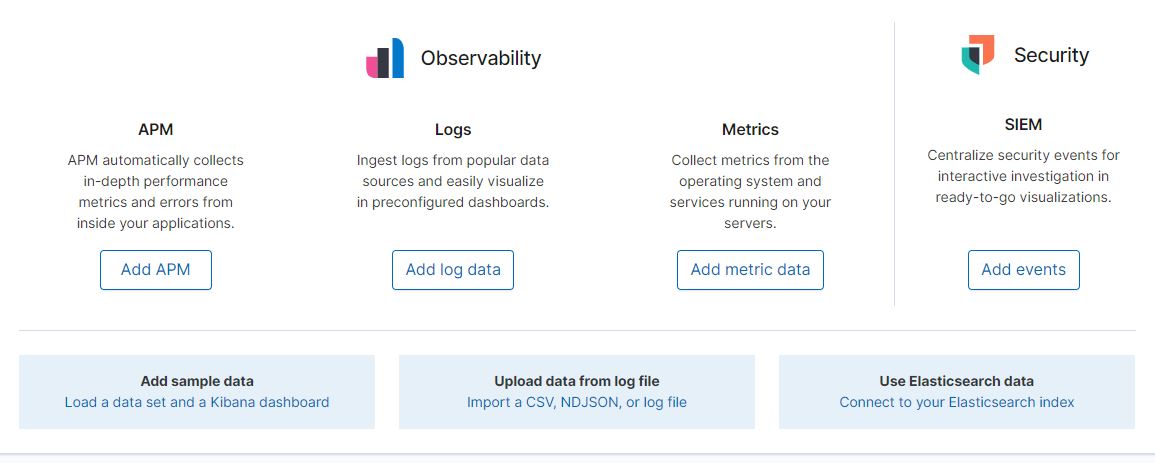 Observability
Security
APM
APM automatically collects
in-depth performance
metrics and errors from
inside your applications.
Add APM
Logs
Ingest logs from popular data
sources and easily visualize
in preconfigured dashboards.
Add log data
Metrics
Collect metrics from the
operating system and
services running on your
servers.
Add metric data
SIEM
Centralize security events for
interactive investigation in
ready-to-go visualizations.
Add events
Add sample data
Load a data set and a Kibana dashboard
Upload data from log file
Import a CSV, NDJSON, or log file
Use Elasticsearch data
Connect to your Elasticsearch index